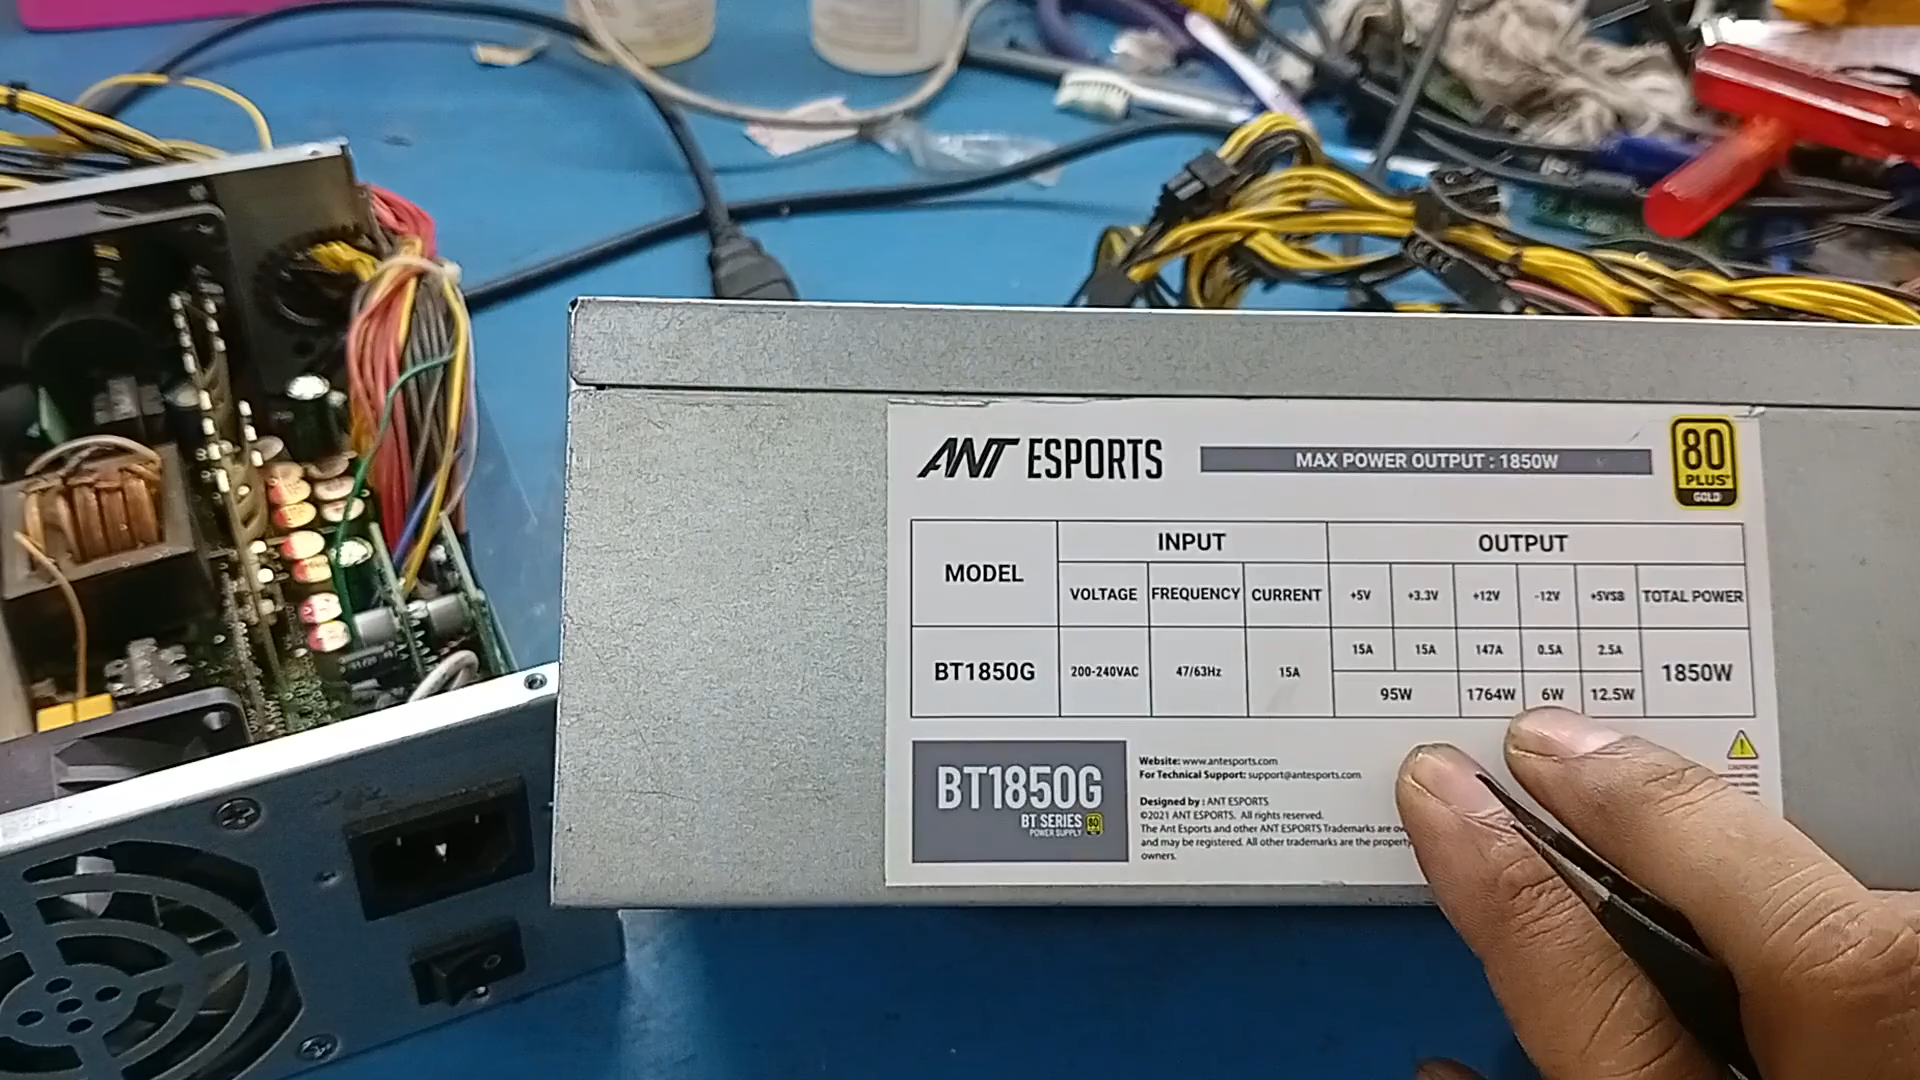 ANT ESPORTS
MAX POWER OUTPUT : 1850W
80
PLUS
GOLD
MODEL
INPUT
OUTPUT
VOLTAGE
FREQUENCY
CURRENT
+5V
+3.3V
+12V
-12V
+5VSB
TOTAL POWER
BT1850G
200-240VAC
47/63Hz
15A
15A
15A
147A
0.5A
2.5A
1850W
95W
1764W
6W
12.5W
BT1850G
BT SERIES
POWER SUPPLY
80
Website: www.antesports.com
For Technical Support: support@antesports.com
Designed by : ANT ESPORTS
©2021 ANT ESPORTS. All rights reserved.
The Ant Esports and other ANT ESPORTS Trademarks are
and may be registered. All other trademarks are the property
owners.